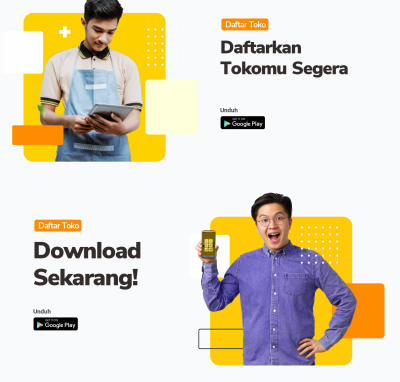 Daftar Toko
Daftarkan
Tokomu Segera
Unduh
GET IT ON
Google Play
Daftar Toko
Download
Sekarang!
Unduh
GET IT ON
Google Play